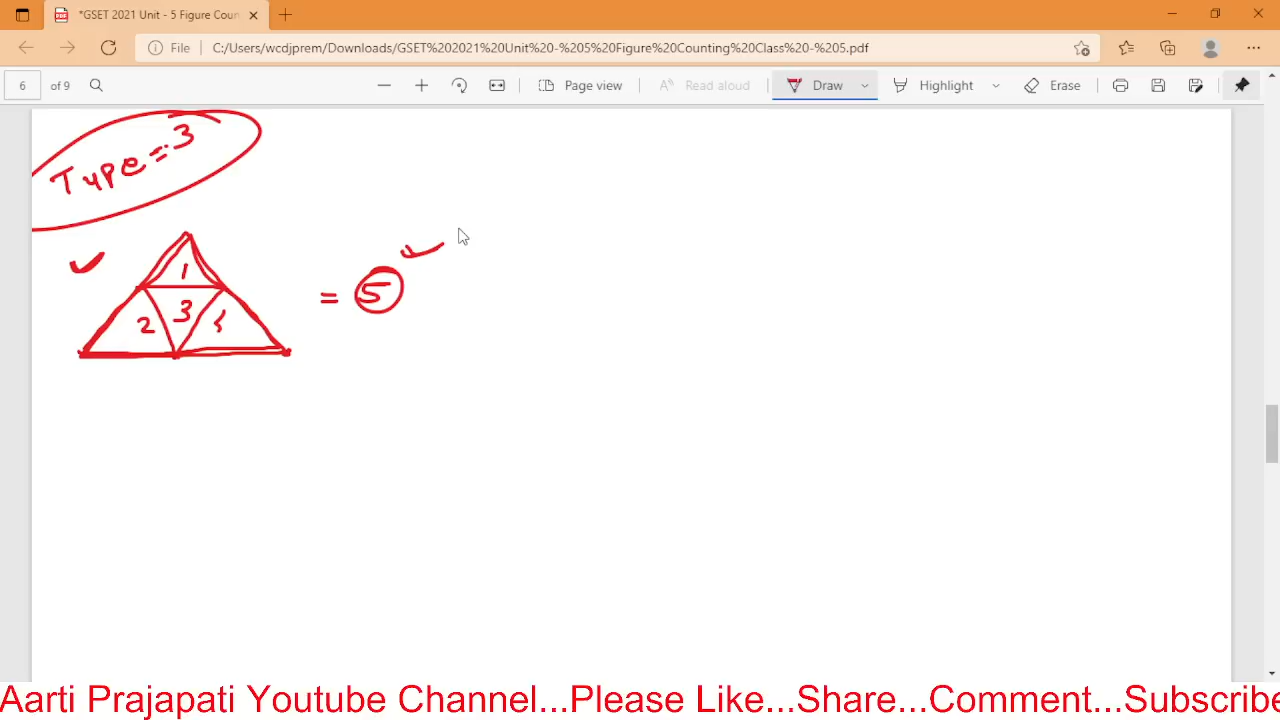 *GSET 2021 Unit - 5 Figure Coun
File C:/Users/wcdjprem/Downloads/GSET%202021%20Unit%20-%205%20Figure%20Counting%20Class%20-%205.pdf
6 of 9 Page view Read aloud Draw Highlight Erase
Type = 3
1
2 3 4
= 5
Aarti Prajapati Youtube Channel...Please Like...Share...Comment...Subscribe